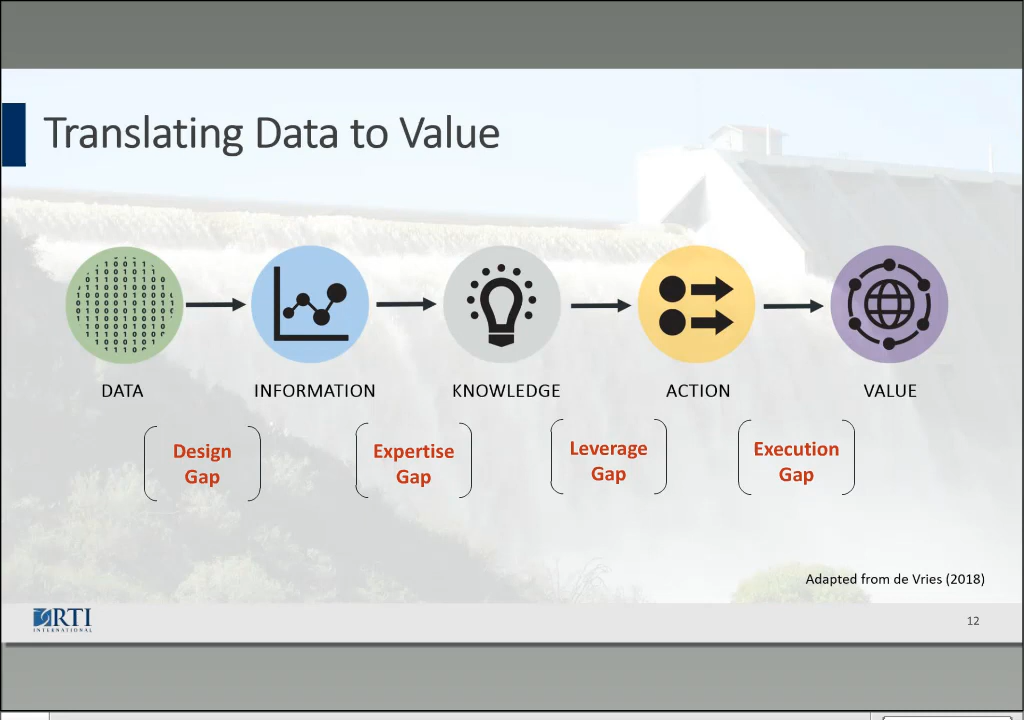 Translating Data to Value
DATA
INFORMATION
KNOWLEDGE
ACTION
VALUE
Design
Gap
Expertise
Gap
Leverage
Gap
Execution
Gap
Adapted from de Vries (2018)
RTI
INTERNATIONAL
12